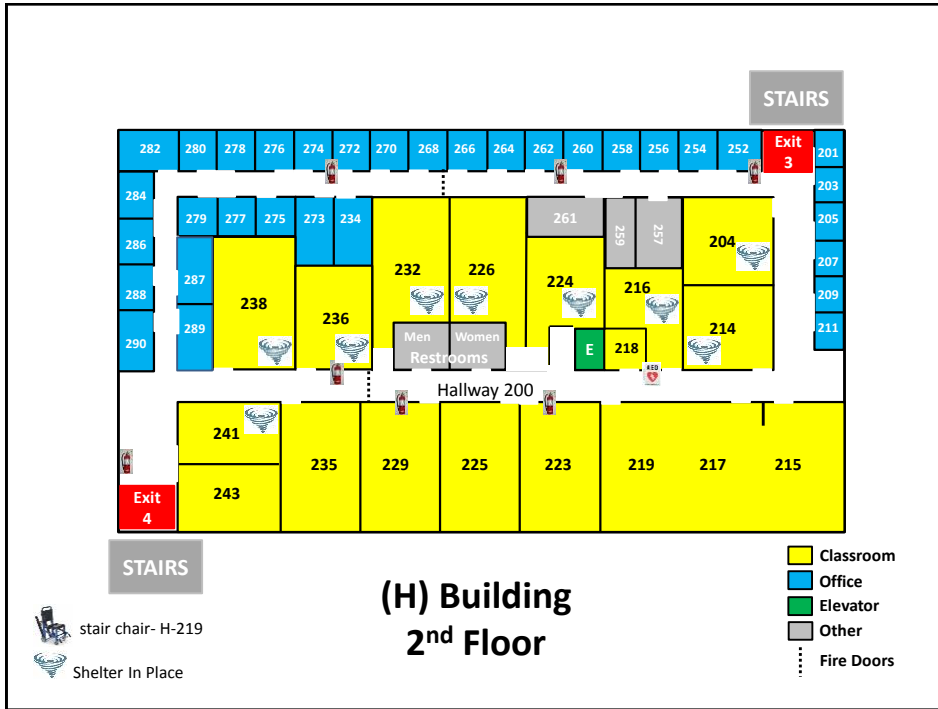 STAIRS
282 280 278 276 274 272 270 268 266 264 262 260 258 256 254 252 Exit 3 201
284
203
279 277 275 273 234 261 259 257
205
204
286
232 226 224
207
287
216
238
288
209
236
214
289
Men Women
211
290
Restrooms
E
218
AED
Hallway 200
241
235 229 225 223 219 217 215
243
Exit
4
STAIRS
(H) Building
2nd Floor
stair chair- H-219
Shelter In Place
Classroom
Office
Elevator
Other
Fire Doors